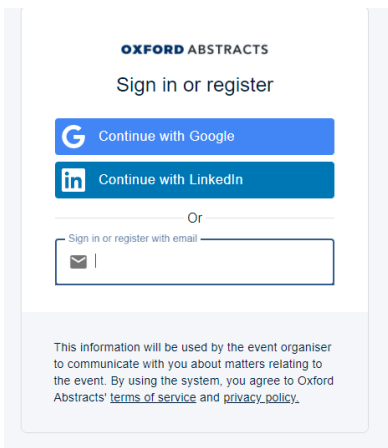 OXFORD ABSTRACTS
Sign in or register
Continue with Google
Continue with LinkedIn
Or
Sign in or register with email
This information will be used by the event organiser
to communicate with you about matters relating to
the event. By using the system, you agree to Oxford
Abstracts' terms of service and privacy policy.